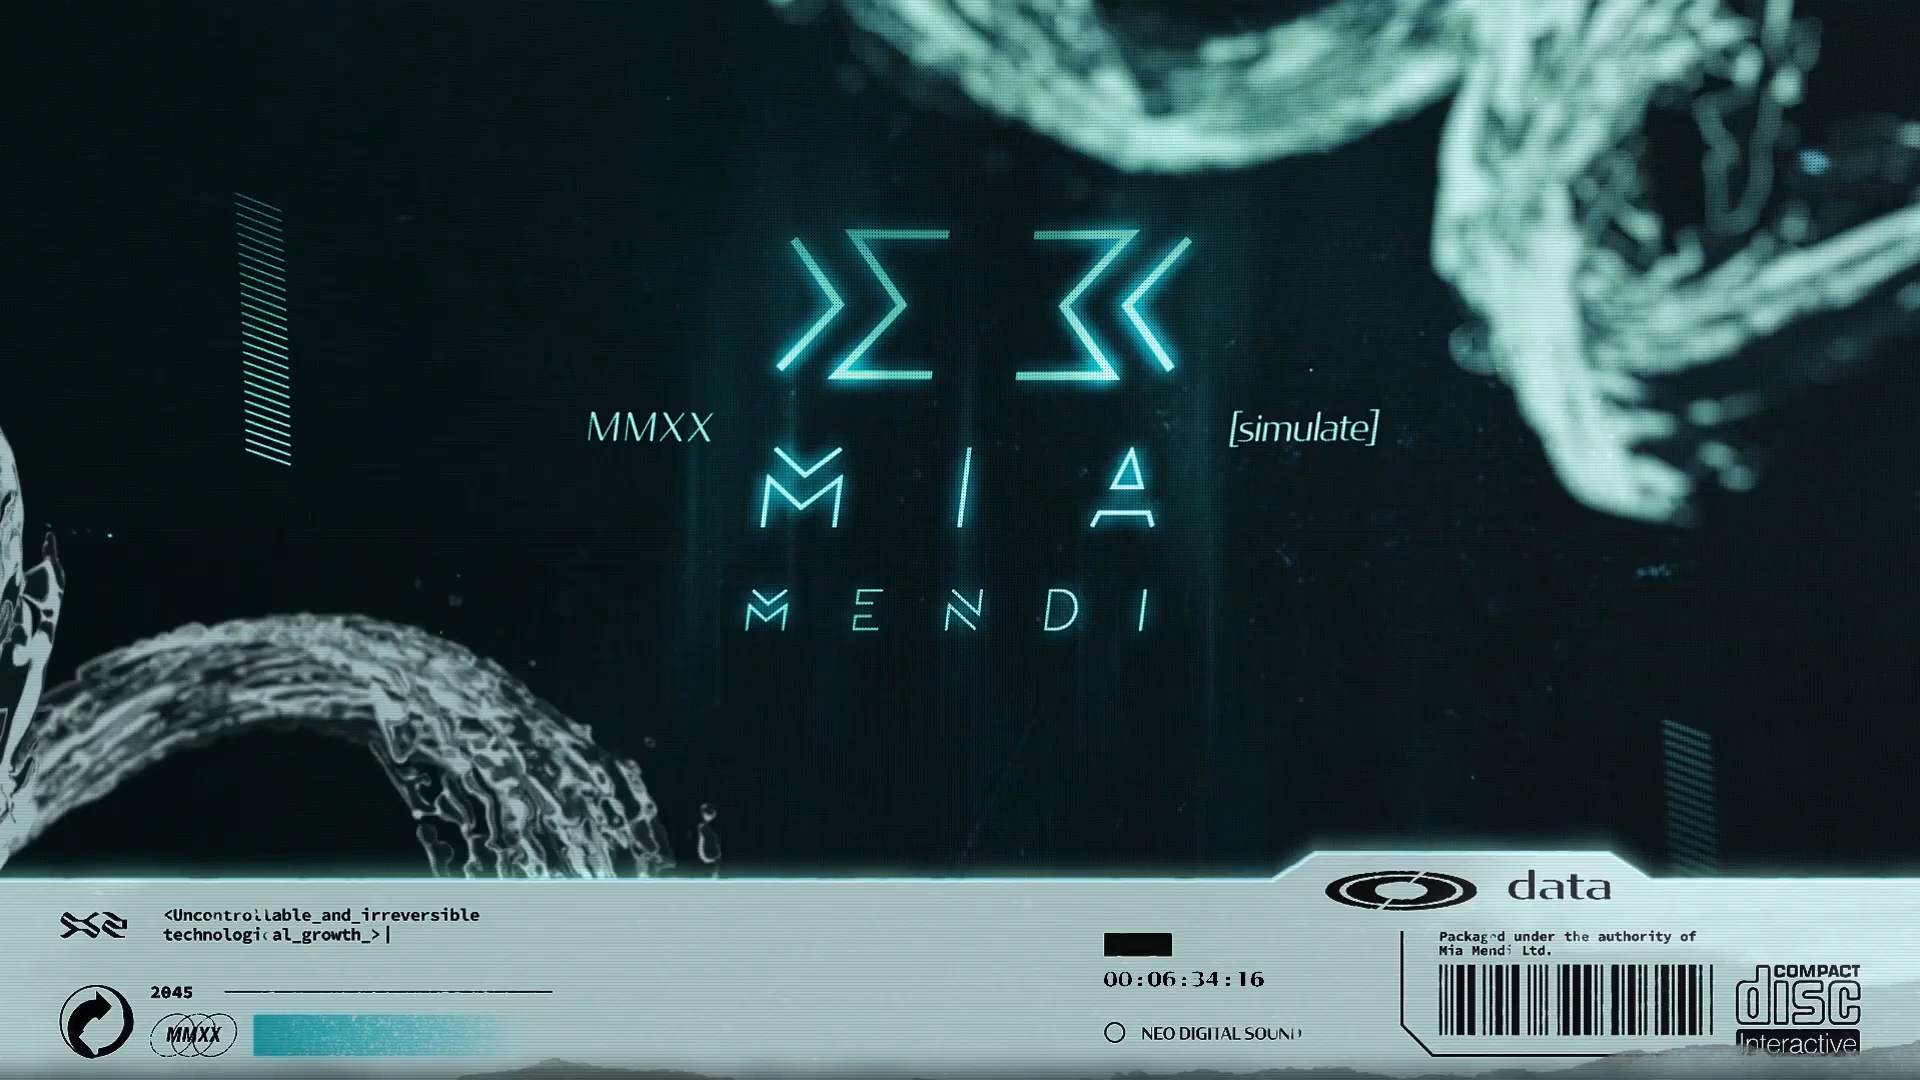 MMXX
[simulate]
MIA
MENDI
data
<Uncontrollable_and_irreversible
technological_growth_>|
Packaged under the authority of
Mia Mendi Ltd.
00:06:34:16
2045
MMXX
NEO DIGITAL SOUND
COMPACT
disc
Interactive